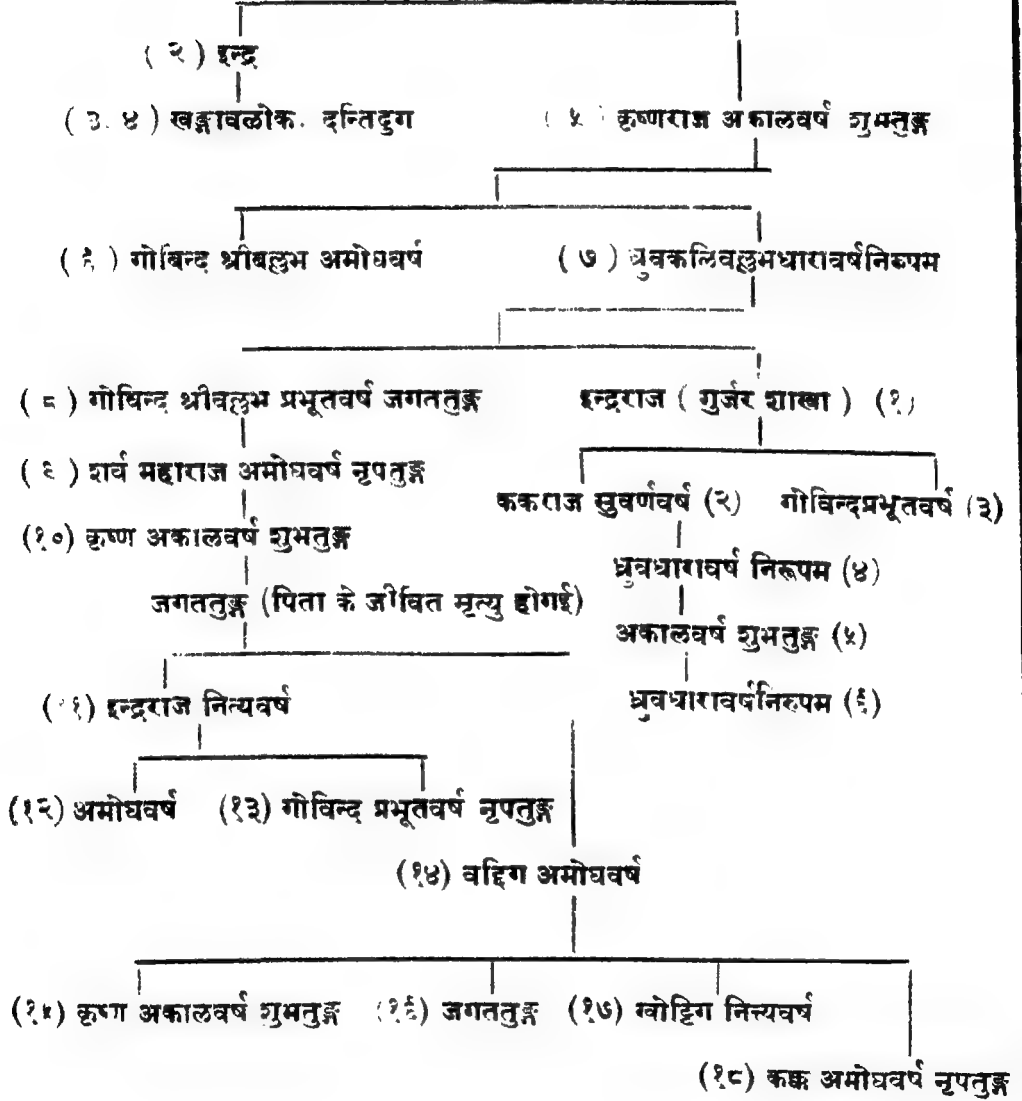 ( २ ) इन्द्र
( ३. ४ ) खङ्गावलोक. दन्तिदुग ( ५ ) कृष्णराज अकालवर्ष शुभतुङ्ग
( ६ ) गोबिन्द श्रीबल्लभ अमोघवर्ष ( ७ ) ध्रुवकलिवल्लभधारावर्षनिरूपम
( ८ ) गोविन्द श्रीवल्लभ प्रभूतवर्ष जगततुङ्ग इन्द्रराज ( गुर्जर शाखा ) (१)
( ९ ) शर्व महाराज अमोघवर्ष नृपतुङ्ग
ककराज सुवर्णवर्ष (२) गोविन्दप्रभूतवर्ष (३)
(१०) कृष्ण अकालवर्ष शुभतुङ्ग
ध्रुवधारावर्ष निरूपम (४)
जगततुङ्ग (पिता के जीवित मृत्यु होगई)
अकालवर्ष शुभतुङ्ग (५)
(११) इन्द्रराज नित्यवर्ष ध्रुवधारावर्षनिरुपम (६)
(१२) अमोघवर्ष (१३) गोविन्द प्रभूतवर्ष नृपतुङ्ग
(१४) वद्दिग अमोघवर्ष
(१५) कृष्ण अकालवर्ष शुभतुङ्ग (१६) जगततुङ्ग (१७) खोट्टिग नित्यवर्ष
(१८) कक्क अमोघवर्ष नृपतुङ्ग